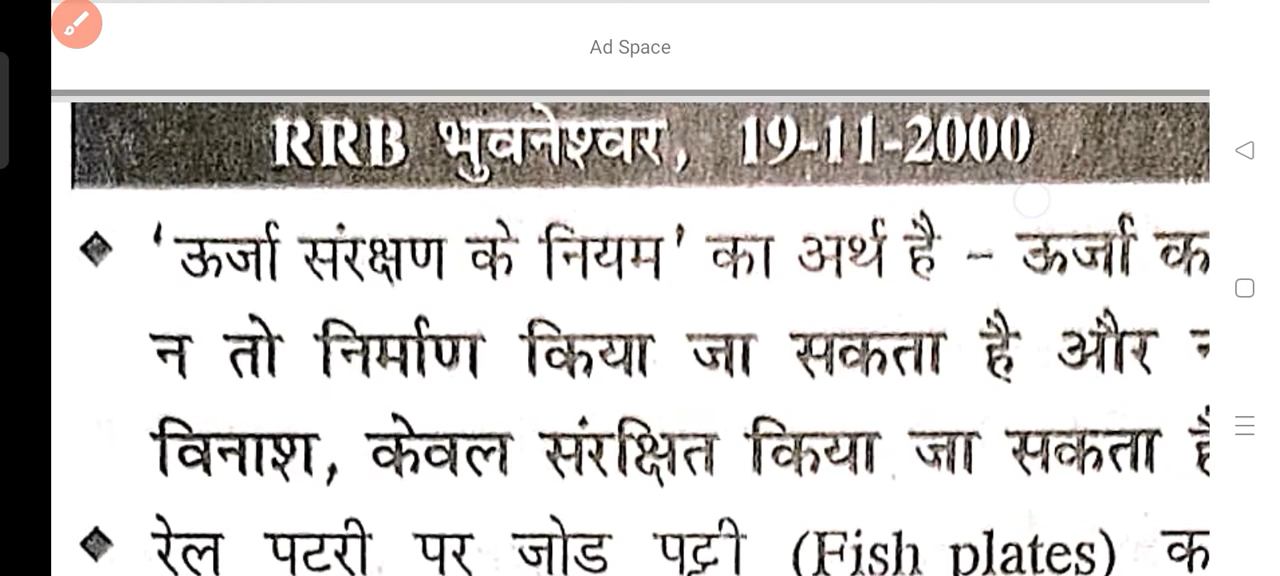 Ad Space
RRB भुवनेश्वर, 19-11-2000
'ऊर्जा संरक्षण के नियम' का अर्थ है - ऊर्जा
न तो निर्माण किया जा सकता है और
विनाश, केवल संरक्षित किया जा सकता
रेल पटरी पर जोड पट्टी (Fish plates)